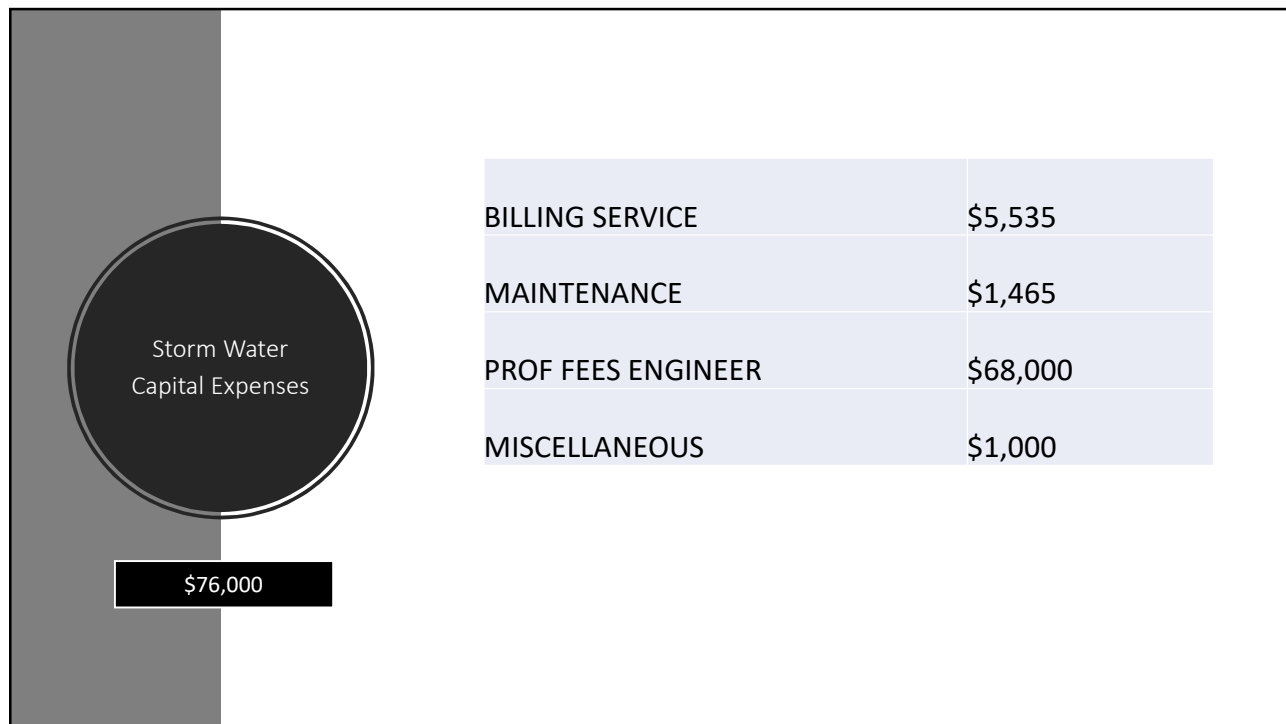 Storm Water
Capital Expenses
$76,000
BILLING SERVICE $5,535
MAINTENANCE $1,465
PROF FEES ENGINEER $68,000
MISCELLANEOUS $1,000